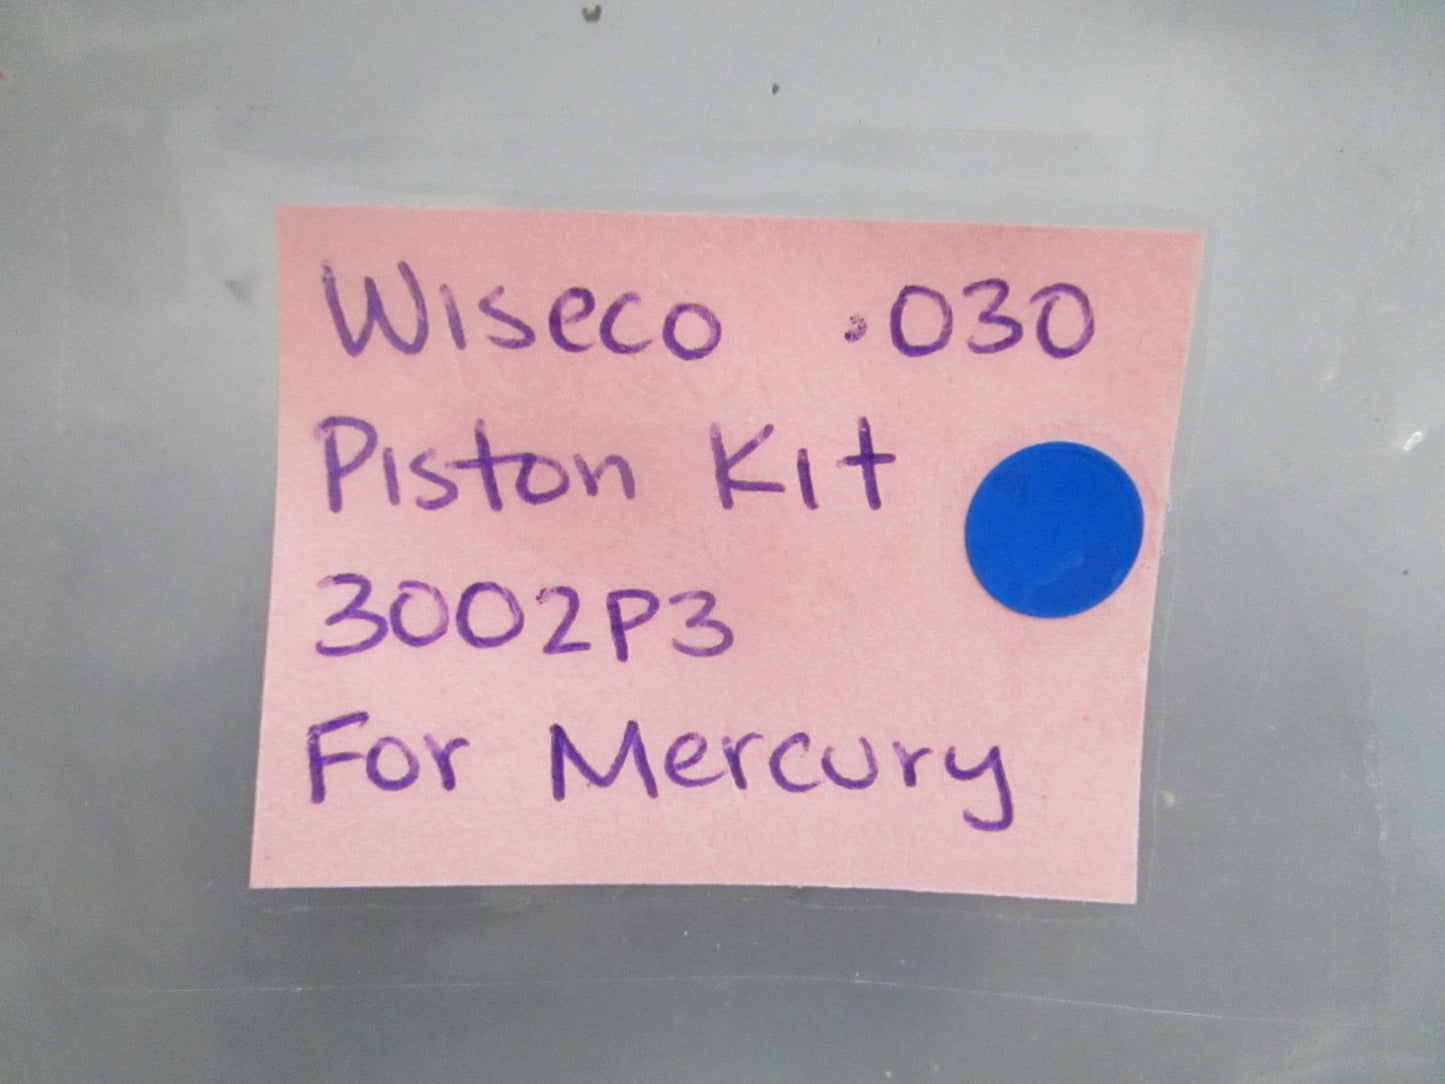 Wiseco .030
Piston Kit
3002P3
For Mercury